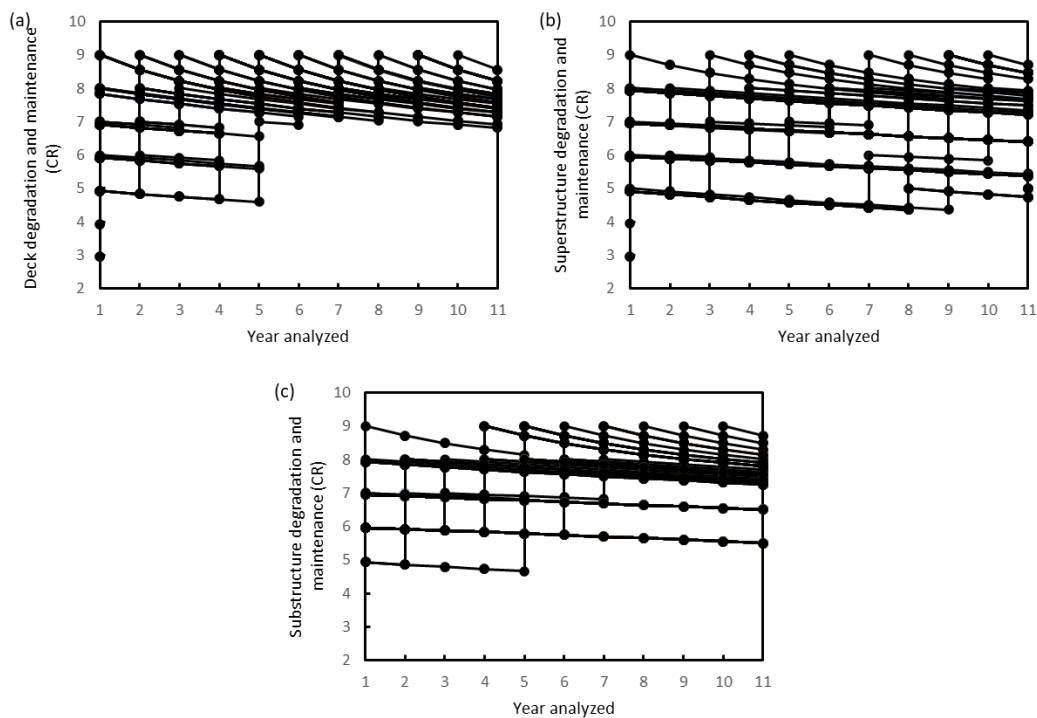 (a)
Deck degradation and maintenance
(CR)
10
9
8
7
6
5
4
3
2
1 2 3 4 5 6 7 8 9 10 11
Year analyzed
(b)
Superstructure degradation and
maintenance (CR)
10
9
8
7
6
5
4
3
2
1 2 3 4 5 6 7 8 9 10 11
Year analyzed
(c)
Substructure degradation and
maintenance (CR)
10
9
8
7
6
5
4
3
2
1 2 3 4 5 6 7 8 9 10 11
Year analyzed